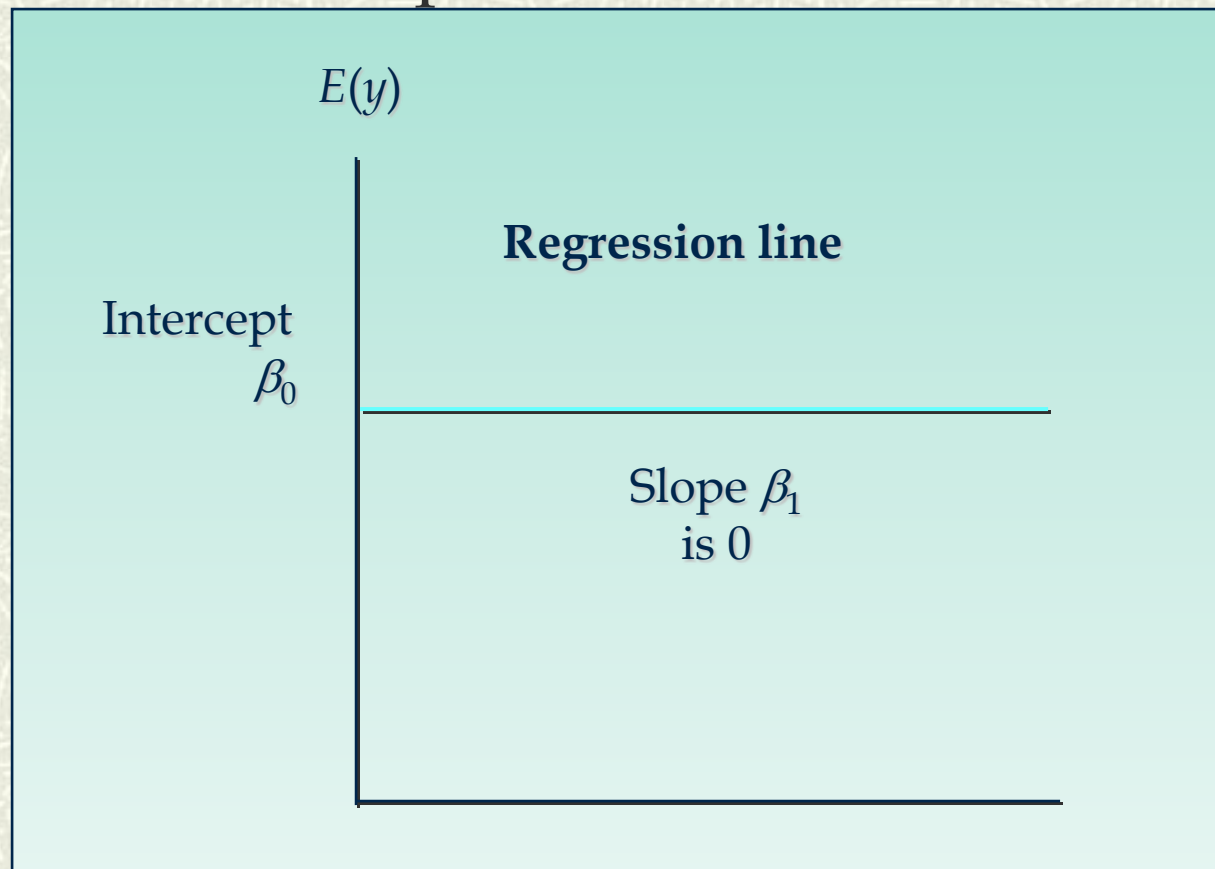 E(y)
Regression line
Intercept
β₀
Slope β₁
is 0